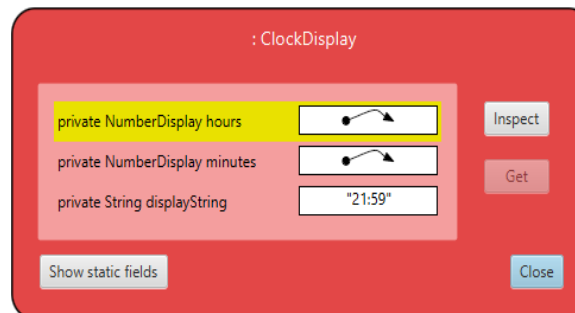 : ClockDisplay
private NumberDisplay hours
Inspect
private NumberDisplay minutes
Get
private String displayString "21:59"
Show static fields
Close